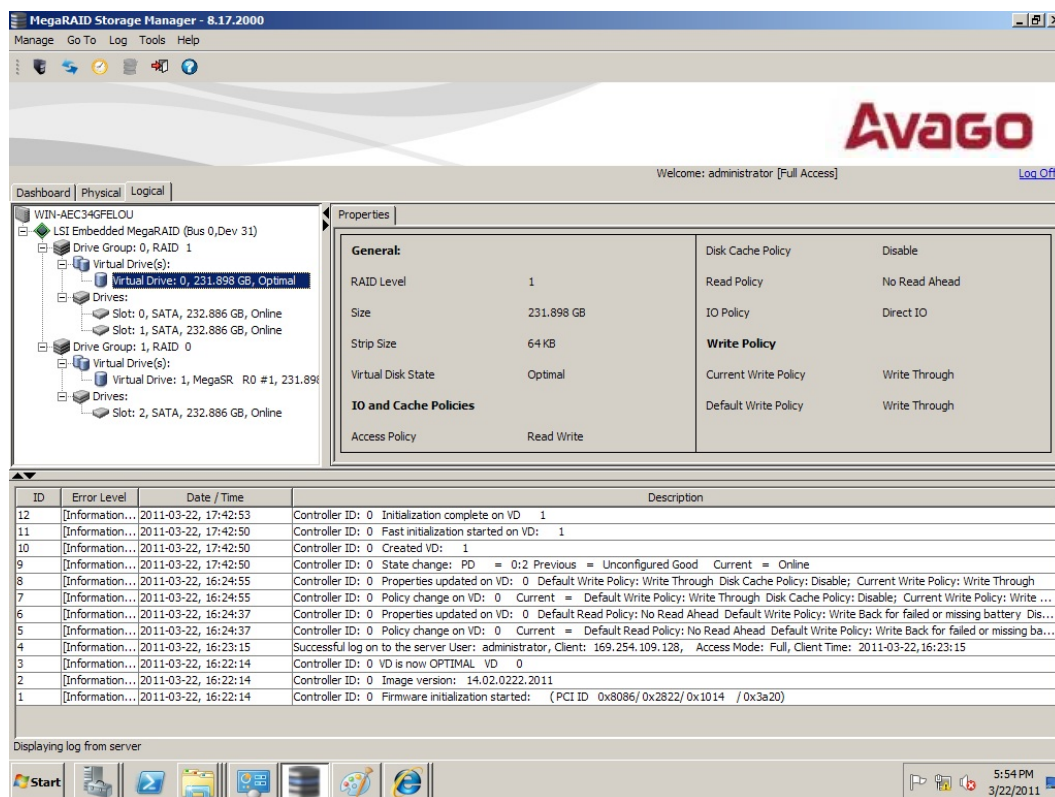 MegaRAID Storage Manager - 8.17.2000
Manage Go To Log Tools Help
AVAGO
Welcome: administrator [Full Access]
Log Off
Dashboard Physical Logical
WIN-AEC34GFELOU
LSI Embedded MegaRAID (Bus 0,Dev 31)
Drive Group: 0, RAID 1
Virtual Drive(s):
Virtual Drive: 0, 231.898 GB, Optimal
Drives:
Slot: 0, SATA, 232.886 GB, Online
Slot: 1, SATA, 232.886 GB, Online
Drive Group: 1, RAID 0
Virtual Drive(s):
Virtual Drive: 1, MegaSR R0 #1, 231.898
Drives:
Slot: 2, SATA, 232.886 GB, Online
Properties
General:
RAID Level 1
Size 231.898 GB
Strip Size 64 KB
Virtual Disk State Optimal
IO and Cache Policies
Access Policy Read Write
Disk Cache Policy Disable
Read Policy No Read Ahead
IO Policy Direct IO
Write Policy
Current Write Policy Write Through
Default Write Policy Write Through
ID Error Level Date / Time Description
12 [Information... 2011-03-22, 17:42:53 Controller ID: 0 Initialization complete on VD 1
11 [Information... 2011-03-22, 17:42:50 Controller ID: 0 Fast initialization started on VD: 1
10 [Information... 2011-03-22, 17:42:50 Controller ID: 0 Created VD: 1
9 [Information... 2011-03-22, 17:42:50 Controller ID: 0 State change: PD = 0:2 Previous = Unconfigured Good Current = Online
8 [Information... 2011-03-22, 16:24:55 Controller ID: 0 Properties updated on VD: 0 Default Write Policy: Write Through Disk Cache Policy: Disable; Current Write Policy: Write Through
7 [Information... 2011-03-22, 16:24:55 Controller ID: 0 Policy change on VD: 0 Current = Default Write Policy: Write Through Disk Cache Policy: Disable; Current Write Policy: Write ...
6 [Information... 2011-03-22, 16:24:37 Controller ID: 0 Properties updated on VD: 0 Default Read Policy: No Read Ahead Default Write Policy: Write Back for failed or missing battery Dis...
5 [Information... 2011-03-22, 16:24:37 Controller ID: 0 Policy change on VD: 0 Current = Default Read Policy: No Read Ahead Default Write Policy: Write Back for failed or missing ba...
4 [Information... 2011-03-22, 16:23:15 Successful log on to the server User: administrator, Client: 169.254.109.128, Access Mode: Full, Client Time: 2011-03-22,16:23:15
3 [Information... 2011-03-22, 16:22:14 Controller ID: 0 VD is now OPTIMAL VD 0
2 [Information... 2011-03-22, 16:22:14 Controller ID: 0 Image version: 14.02.0222.2011
1 [Information... 2011-03-22, 16:22:14 Controller ID: 0 Firmware initialization started: (PCI ID 0x8086/ 0x2822/ 0x1014 / 0x3a20)
Displaying log from server
Start
5:54 PM
3/22/2011